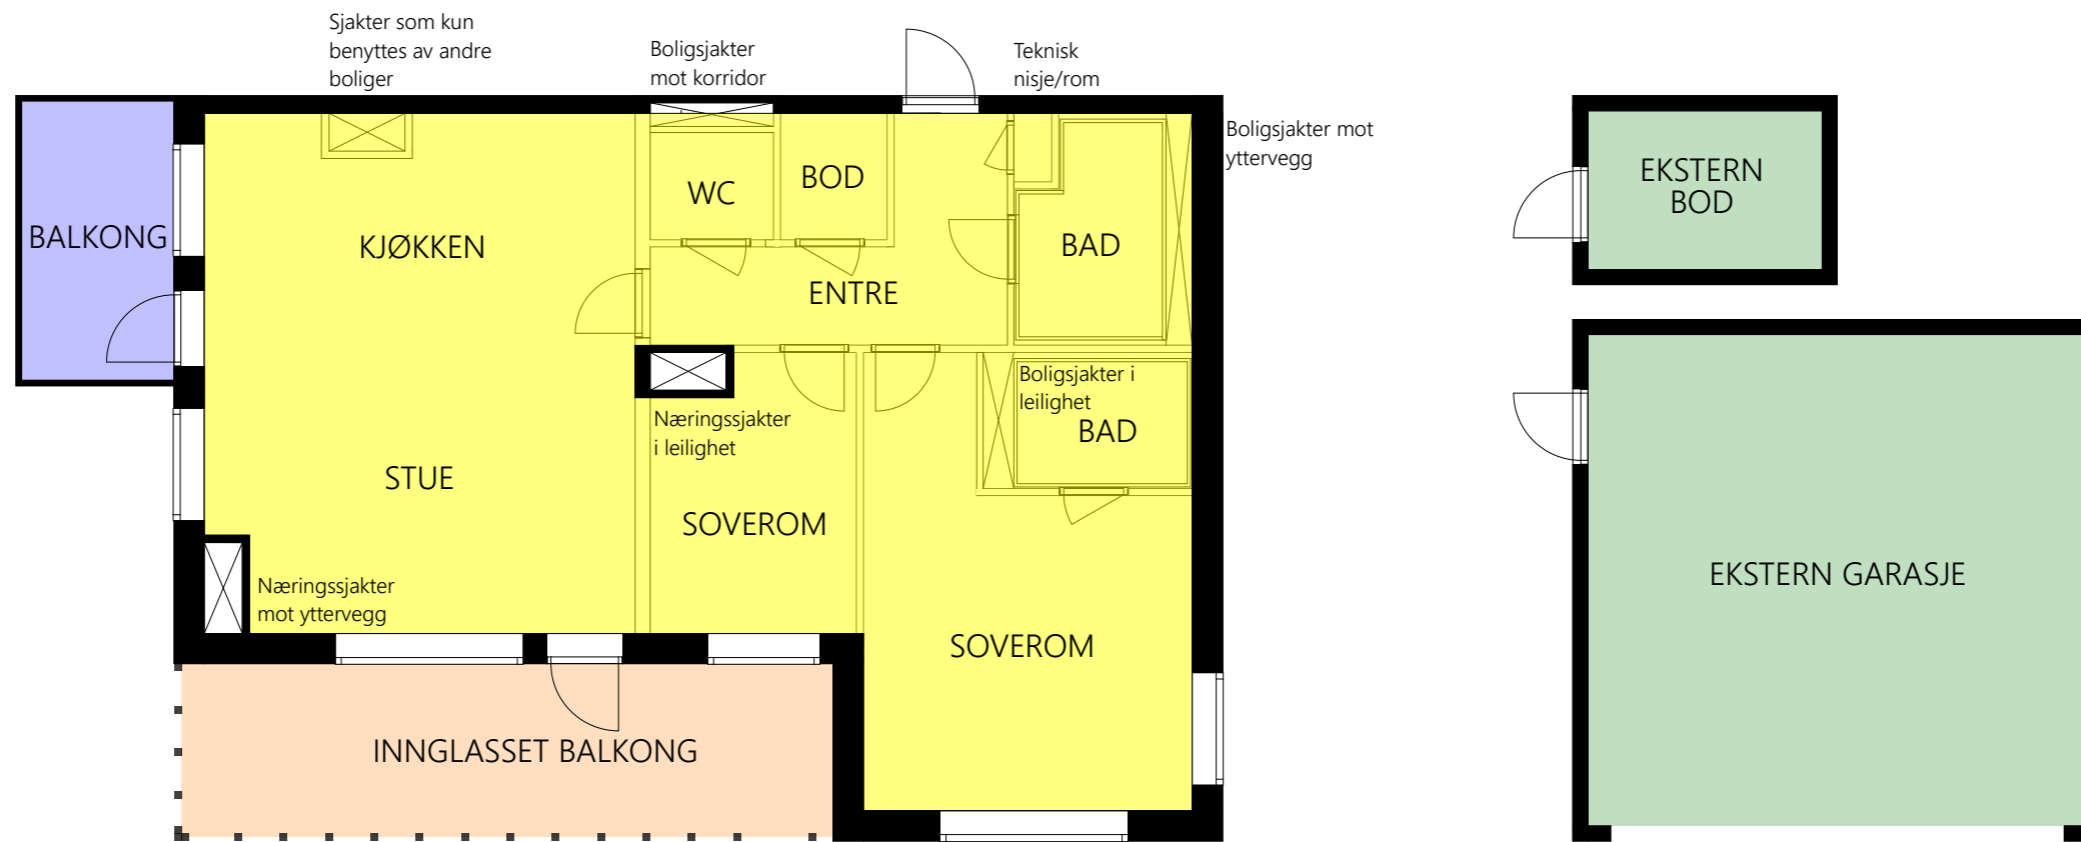 Sjakter som kun
benyttes av andre
boliger
Boligsjakter
mot korridor
Teknisk
nisje/rom
Boligsjakter mot
yttervegg
BALKONG
KJØKKEN
WC
BOD
ENTRE
BAD
EKSTERN
BOD
Boligsjakter i
leilighet
BAD
Næringssjakter
i leilighet
STUE
SOVEROM
Næringssjakter
mot yttervegg
SOVEROM
EKSTERN GARASJE
INNGLASSET BALKONG